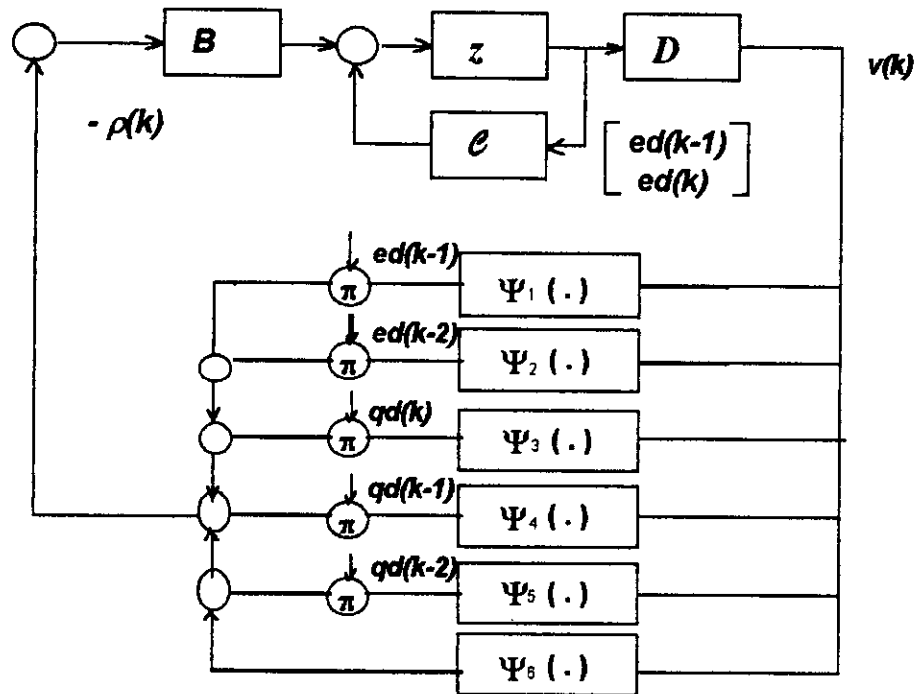 B
z
D
v(k)
- ρ(k)
𝒞
[ ed(k-1)
ed(k) ]
ed(k-1)
π
Ψ₁ (.)
ed(k-2)
π
Ψ₂ (.)
qd(k)
π
Ψ₃ (.)
qd(k-1)
π
Ψ₄ (.)
qd(k-2)
π
Ψ₅ (.)
Ψ₆ (.)